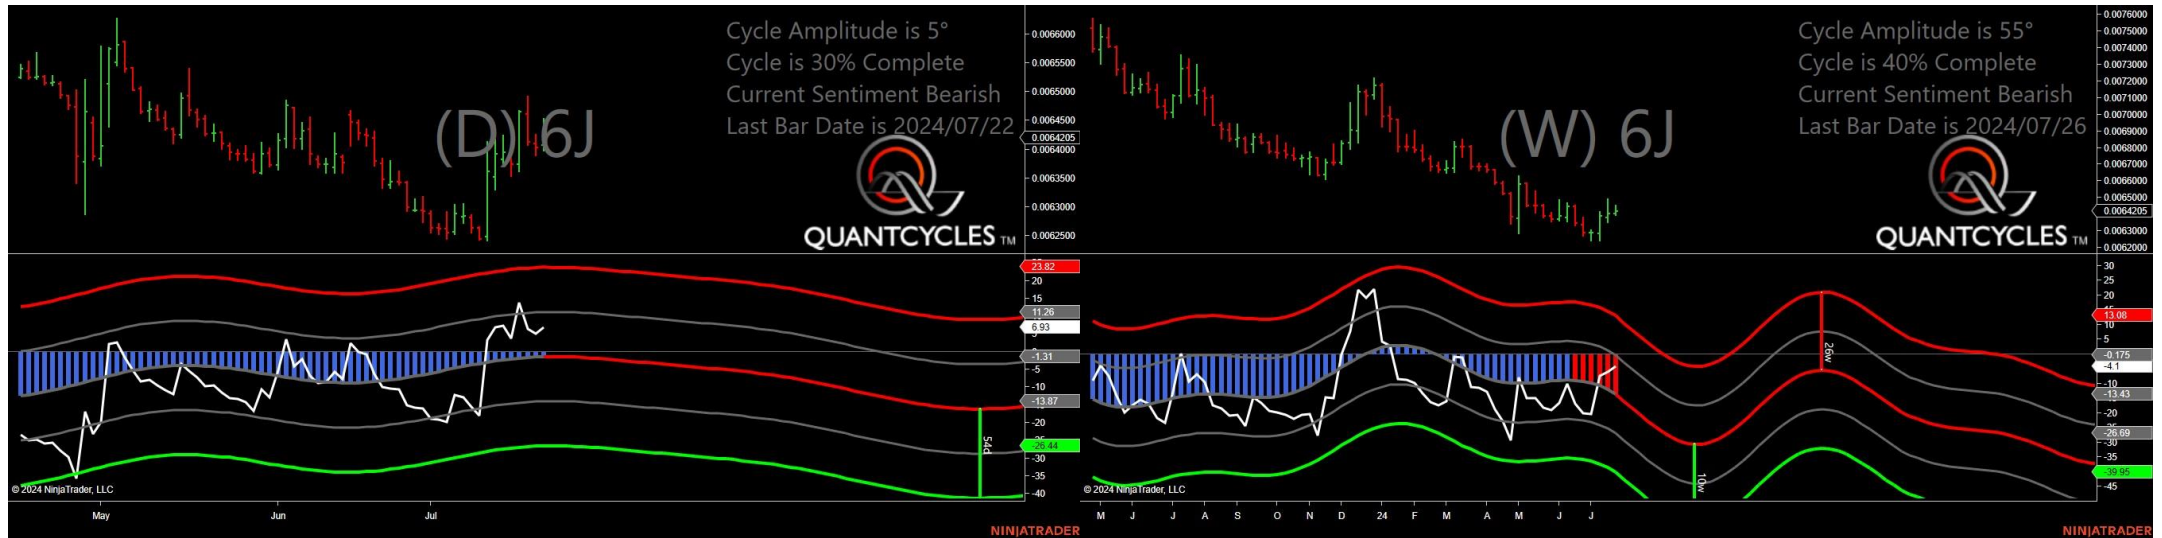 Cycle Amplitude is 5°
Cycle is 30% Complete
Current Sentiment Bearish
Last Bar Date is 2024/07/22
(D) 6J
QUANTCYCLES TM
0.0066000
0.0065500
0.0065000
0.0064500
0.0064205
0.0064000
0.0063500
0.0063000
0.0062500
23.82
20
15
11.26
6.93
-1.31
-5
-10
-13.87
-20
-26.44
-30
-35
-40
54d
© 2024 NinjaTrader, LLC
May Jun Jul
NINJATRADER
Cycle Amplitude is 55°
Cycle is 40% Complete
Current Sentiment Bearish
Last Bar Date is 2024/07/26
(W) 6J
QUANTCYCLES TM
0.0076000
0.0075000
0.0074000
0.0073000
0.0072000
0.0071000
0.0070000
0.0069000
0.0068000
0.0067000
0.0066000
0.0065000
0.0064205
0.0063000
0.0062000
30
25
20
13.08
10
-0.175
-4.1
-10
-13.43
-20
-26.69
-30
-35
-39.95
-45
26w
10w
© 2024 NinjaTrader, LLC
M J J A S O N D 24 F M A M J J
NINJATRADER